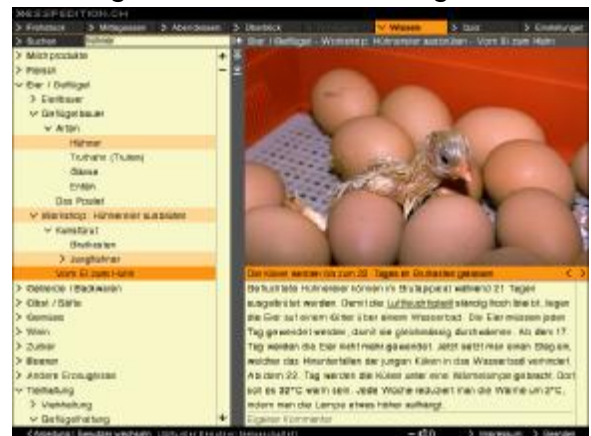 > Frühstück
> Mittagessen
> Abendessen
> Überblick
Wissen
> Quiz
> Einstellungen
> Suchen
Eier / Geflügel - Workshop: Hühnereier ausbrüten - Vom Ei zum Huhn
> Milchprodukte
> Fleisch
Eier / Geflügel
> Eierbauer
Geflügelbauer
Arten
Hühner
Truthahn (Truten)
Gänse
Enten
Das Poulet
Workshop: Hühnereier ausbrüten
Kunstbrut
Brutkasten
> Junghühner
Vom Ei zum Huhn
> Getreide / Backwaren
> Obst / Säfte
> Gemüse
> Wein
> Zucker
> Beeren
> Andere Erzeugnisse
Tierhaltung
> Viehhaltung
Geflügelhaltung
Die Küken werden bis zum 22. Tages im Brutkasten gelassen
Befruchtete Hühnereier können im Brutapparat während 21 Tagen
ausgebrütet werden. Damit die Luftfeuchtigkeit ständig hoch bleibt, liegen
die Eier auf einem Gitter über einem Wasserbad. Die Eier müssen jeden
Tag gewendet werden, damit sie gleichmässig durchwärmen. Ab dem 17.
Tag werden die Eier nicht mehr gewendet. Jetzt setzt man einen Steg ein,
welcher das Hinunterfallen der jungen Küken in das Wasserbad verhindert.
Ab dem 22. Tag werden die Küken unter eine Wärmelampe gebracht. Dort
soll es 32°C warm sein. Jede Woche reduziert man die Wärme um 2°C,
indem man die Lampe etwas höher aufhängt.
Eigener Kommentar
> Impressum
> Beenden